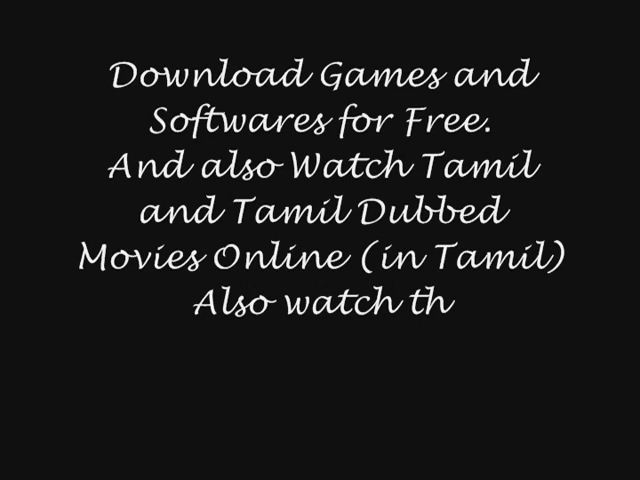 Download Games and
Softwares for Free.
And also Watch Tamil
and Tamil Dubbed
Movies Online (in Tamil)
Also watch th